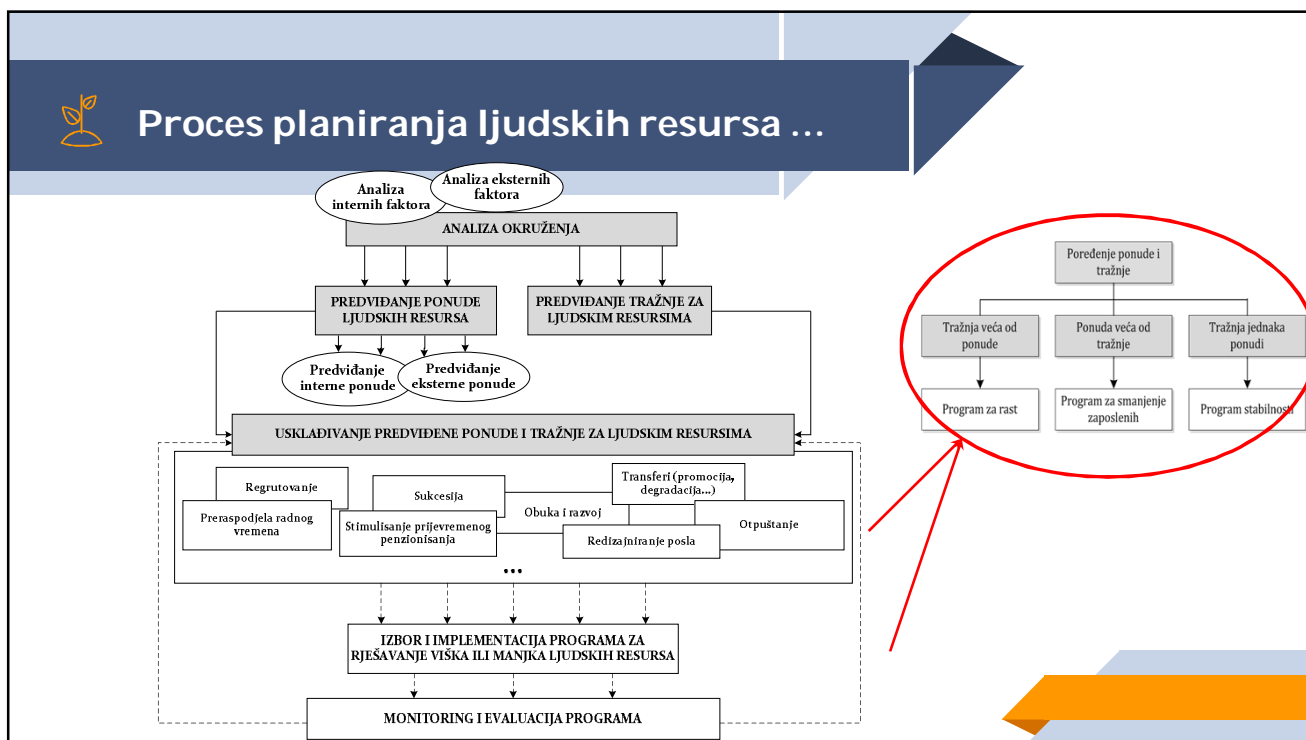 Proces planiranja ljudskih resursa ...
Analiza
internih faktora
Analiza eksternih
faktora
ANALIZA OKRUŽENJA
PREDVIĐANJE PONUDE
LJUDSKIH RESURSA
PREDVIĐANJE TRAŽNJE ZA
LJUDSKIM RESURSIMA
Predviđanje
interne ponude
Predviđanje
eksterne ponude
USKLAĐIVANJE PREDVIĐENE PONUDE I TRAŽNJE ZA LJUDSKIM RESURSIMA
Regrutovanje
Preraspodjela radnog
vremena
Sukcesija
Stimulisanje prijevremenog
penzionisanja
Obuka i razvoj
Transferi (promocija,
degradacija...)
Redizajniranje posla
Otpuštanje
...
IZBOR I IMPLEMENTACIJA PROGRAMA ZA
RJEŠAVANJE VIŠKA ILI MANJKA LJUDSKIH RESURSA
MONITORING I EVALUACIJA PROGRAMA
Poređenje ponude i
tražnje
Tražnja veća od
ponude
Ponuda veća od
tražnje
Tražnja jednaka
ponudi
Program za rast
Program za smanjenje
zaposlenih
Program stabilnosti